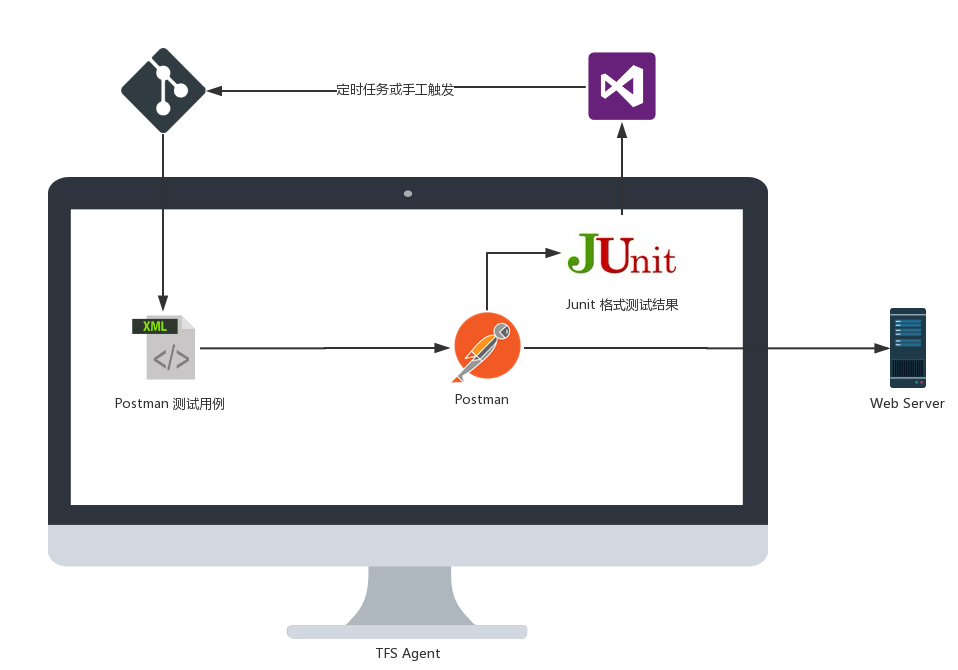 定时任务或手工触发
JUnit
Junit 格式测试结果
XML
</>
Postman 测试用例
Postman
Web Server
TFS Agent